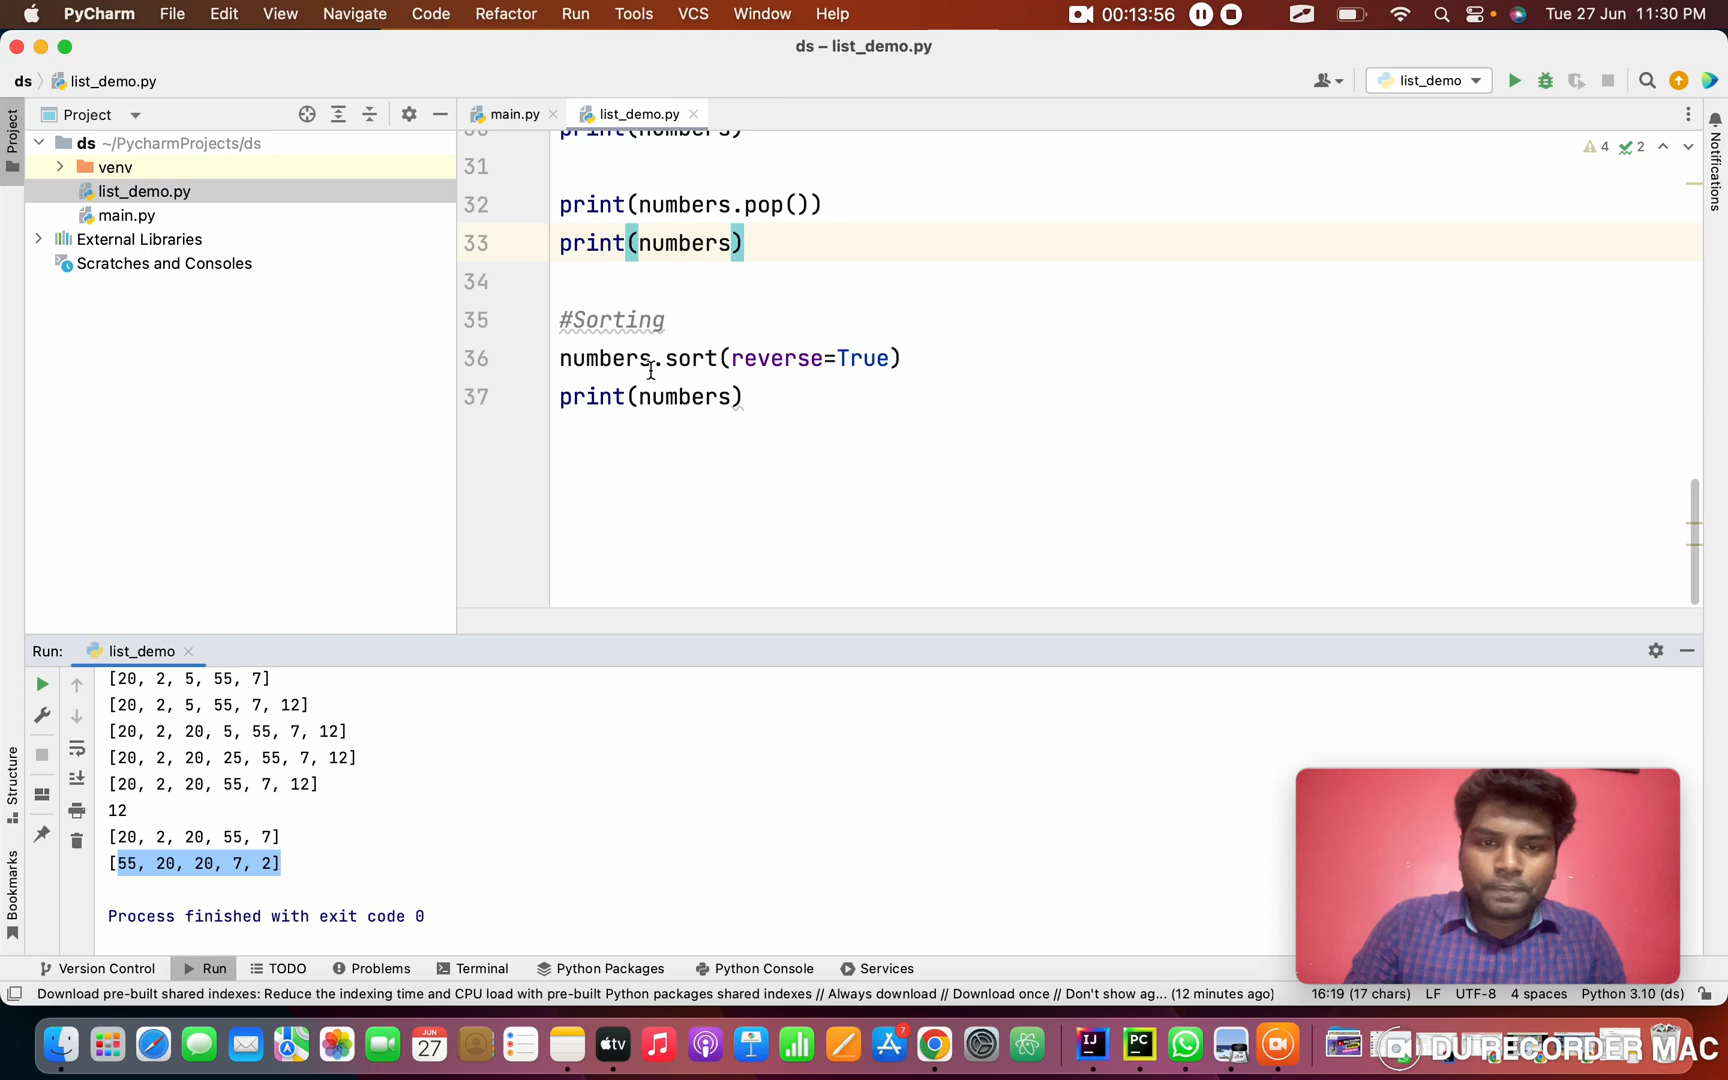 PyCharm File Edit View Navigate Code Refactor Run Tools VCS Window Help 00:13:56 Tue 27 Jun 11:30 PM
ds – list_demo.py
ds list_demo.py list_demo
Project main.py list_demo.py
Project
Notifications
4 2
ds ~/PycharmProjects/ds
venv
list_demo.py
main.py
External Libraries
Scratches and Consoles
30 print(numbers)
31
32 print(numbers.pop())
33 print(numbers)
34
35 #Sorting
36 numbers.sort(reverse=True)
37 print(numbers)
Run: list_demo
[20, 2, 5, 55, 7]
[20, 2, 5, 55, 7, 12]
[20, 2, 20, 5, 55, 7, 12]
[20, 2, 20, 25, 55, 7, 12]
[20, 2, 20, 55, 7, 12]
12
[20, 2, 20, 55, 7]
[55, 20, 20, 7, 2]
Process finished with exit code 0
Structure
Bookmarks
Version Control Run TODO Problems Terminal Python Packages Python Console Services
Download pre-built shared indexes: Reduce the indexing time and CPU load with pre-built Python packages shared indexes // Always download // Download once // Don't show ag... (12 minutes ago) 16:19 (17 chars) LF UTF-8 4 spaces Python 3.10 (ds)
JUN
27
tv
7
IJ
PC
DU RECORDER MAC